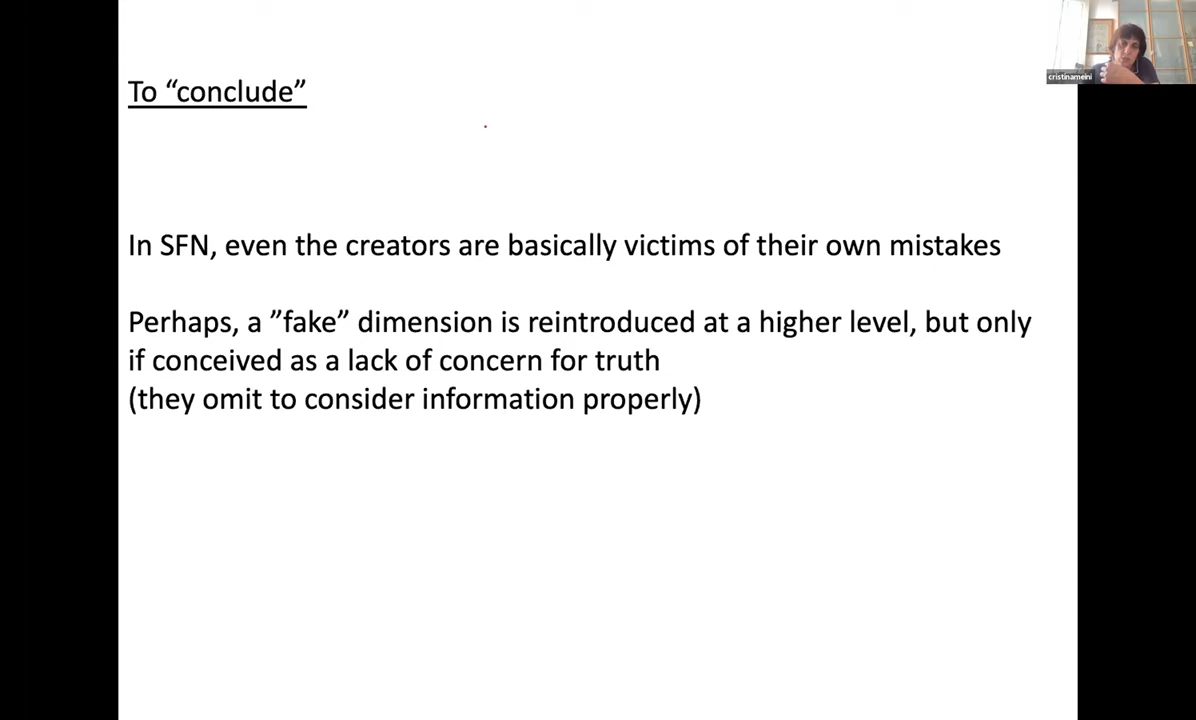 To “conclude”
cristinameini
In SFN, even the creators are basically victims of their own mistakes
Perhaps, a ”fake” dimension is reintroduced at a higher level, but only
if conceived as a lack of concern for truth
(they omit to consider information properly)